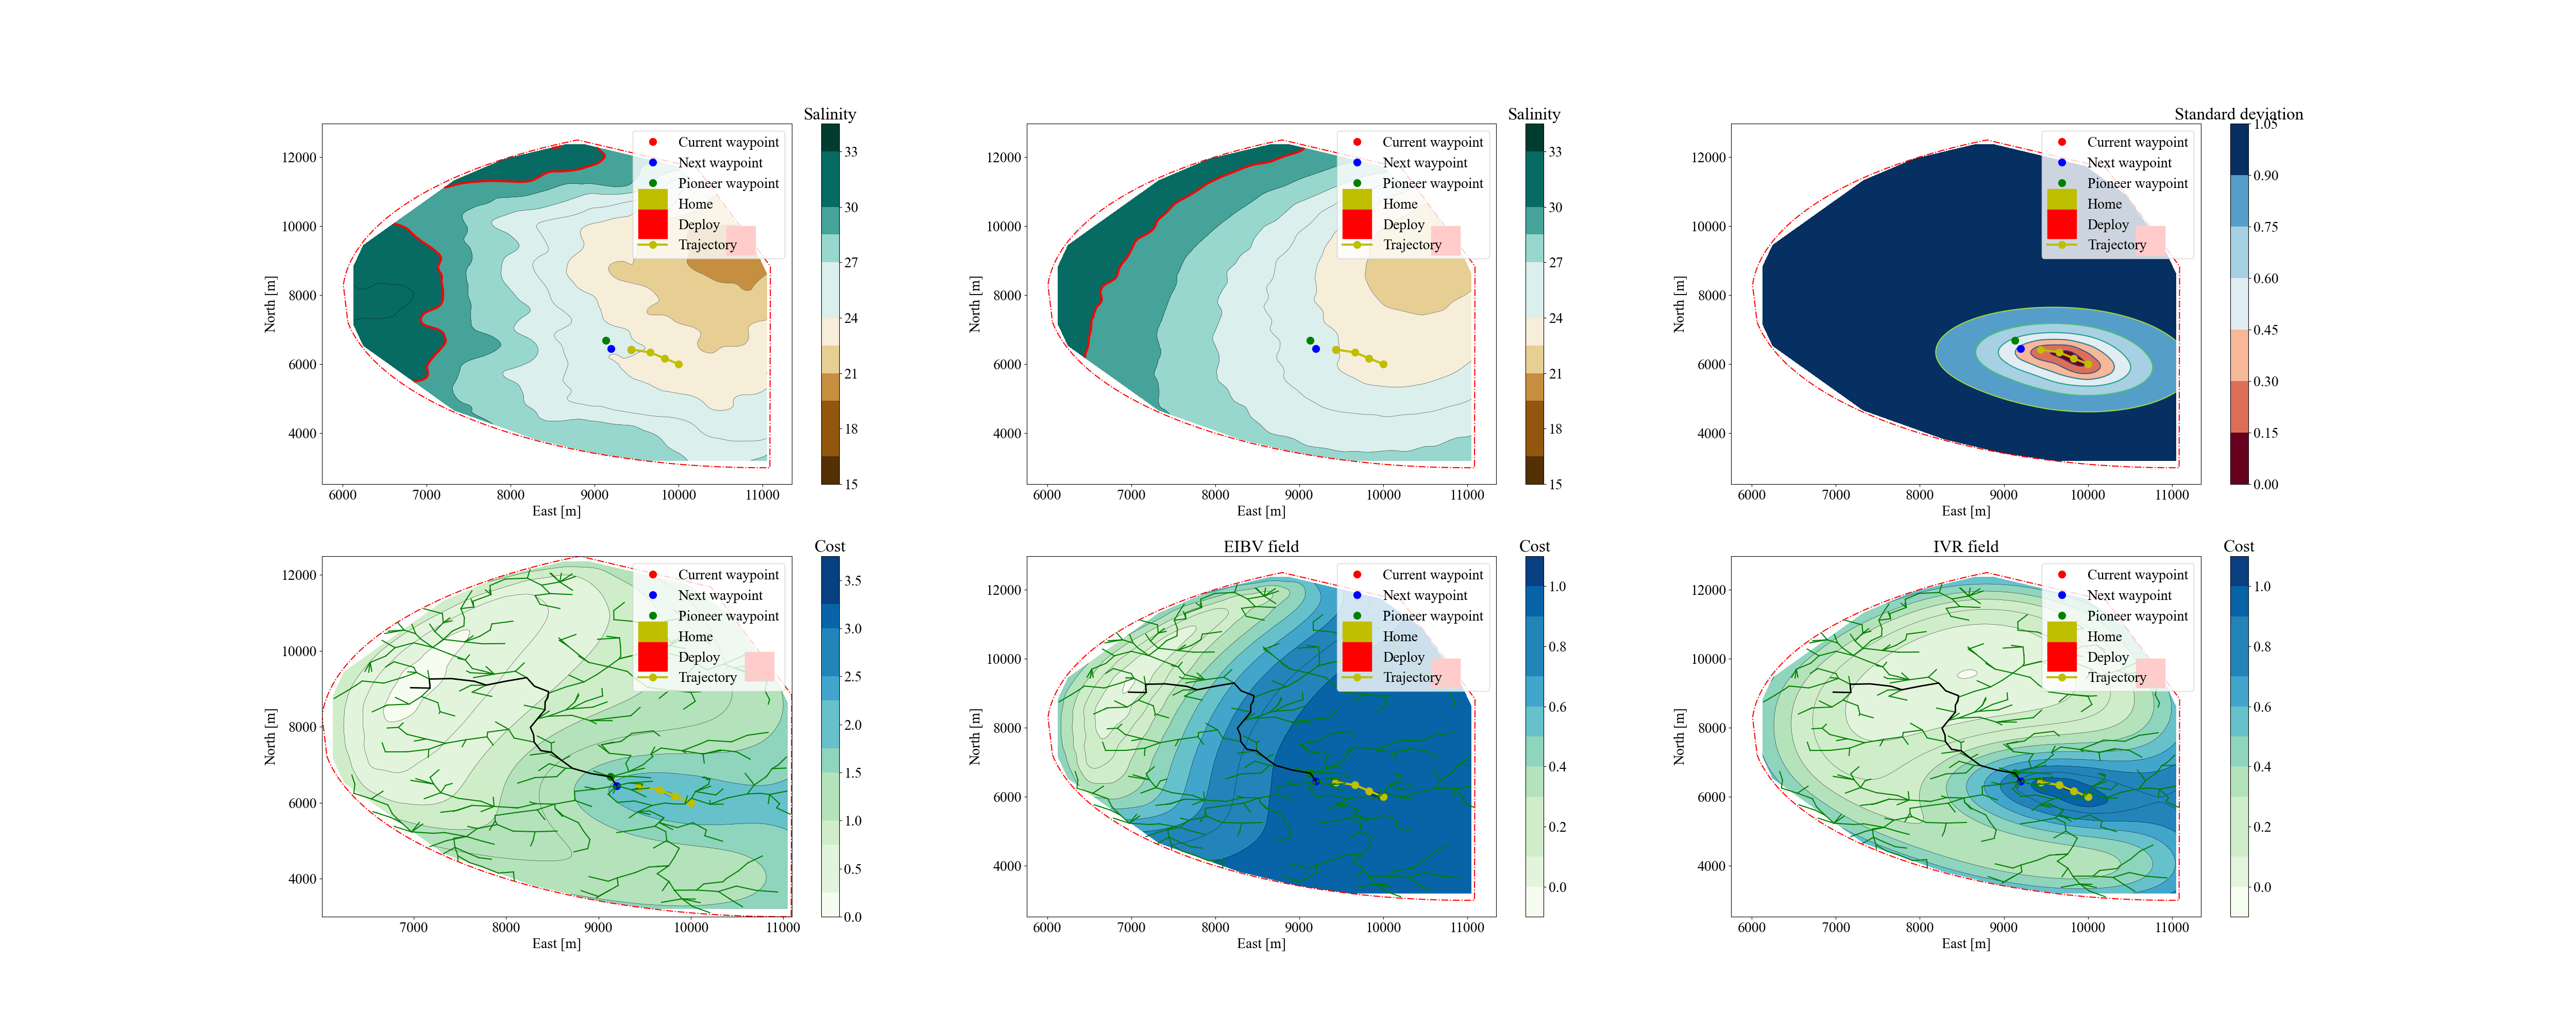 Salinity
12000
10000
8000
6000
4000
North [m]
6000 7000 8000 9000 10000 11000
East [m]
Current waypoint
Next waypoint
Pioneer waypoint
Home
Deploy
Trajectory
33
30
27
24
21
18
15
Salinity
12000
10000
8000
6000
4000
North [m]
6000 7000 8000 9000 10000 11000
East [m]
Current waypoint
Next waypoint
Pioneer waypoint
Home
Deploy
Trajectory
33
30
27
24
21
18
15
Standard deviation
12000
10000
8000
6000
4000
North [m]
6000 7000 8000 9000 10000 11000
East [m]
Current waypoint
Next waypoint
Pioneer waypoint
Home
Deploy
Trajectory
1.05
0.90
0.75
0.60
0.45
0.30
0.15
0.00
Cost
12000
10000
8000
6000
4000
North [m]
7000 8000 9000 10000 11000
East [m]
Current waypoint
Next waypoint
Pioneer waypoint
Home
Deploy
Trajectory
3.5
3.0
2.5
2.0
1.5
1.0
0.5
0.0
EIBV field
Cost
12000
10000
8000
6000
4000
North [m]
6000 7000 8000 9000 10000 11000
East [m]
Current waypoint
Next waypoint
Pioneer waypoint
Home
Deploy
Trajectory
1.0
0.8
0.6
0.4
0.2
0.0
IVR field
Cost
12000
10000
8000
6000
4000
North [m]
6000 7000 8000 9000 10000 11000
East [m]
Current waypoint
Next waypoint
Pioneer waypoint
Home
Deploy
Trajectory
1.0
0.8
0.6
0.4
0.2
0.0